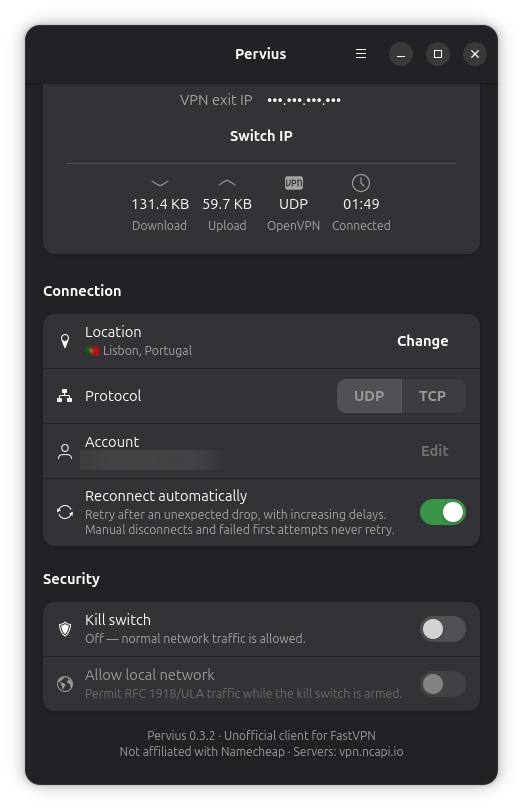 Pervius
VPN exit IP •••.•••.•••.•••
Switch IP
VPN
131.4 KB 59.7 KB UDP 01:49
Download Upload OpenVPN Connected
Connection
Location
Lisbon, Portugal
Change
Protocol
UDP TCP
Account
Edit
Reconnect automatically
Retry after an unexpected drop, with increasing delays.
Manual disconnects and failed first attempts never retry.
Security
Kill switch
Off — normal network traffic is allowed.
Allow local network
Permit RFC 1918/ULA traffic while the kill switch is armed.
Pervius 0.3.2 · Unofficial client for FastVPN
Not affiliated with Namecheap · Servers: vpn.ncapi.io